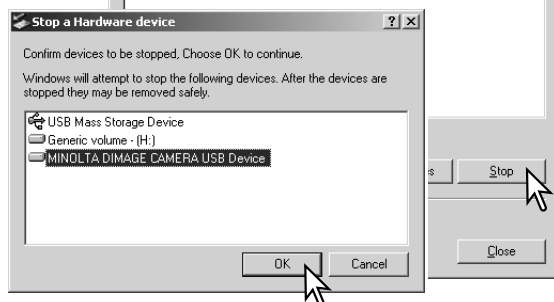 Stop a Hardware device
Confirm devices to be stopped, Choose OK to continue.
Windows will attempt to stop the following devices. After the devices are
stopped they may be removed safely.
USB Mass Storage Device
Generic volume - (H:)
MINOLTA DIMAGE CAMERA USB Device
OK
Cancel
Stop
Close